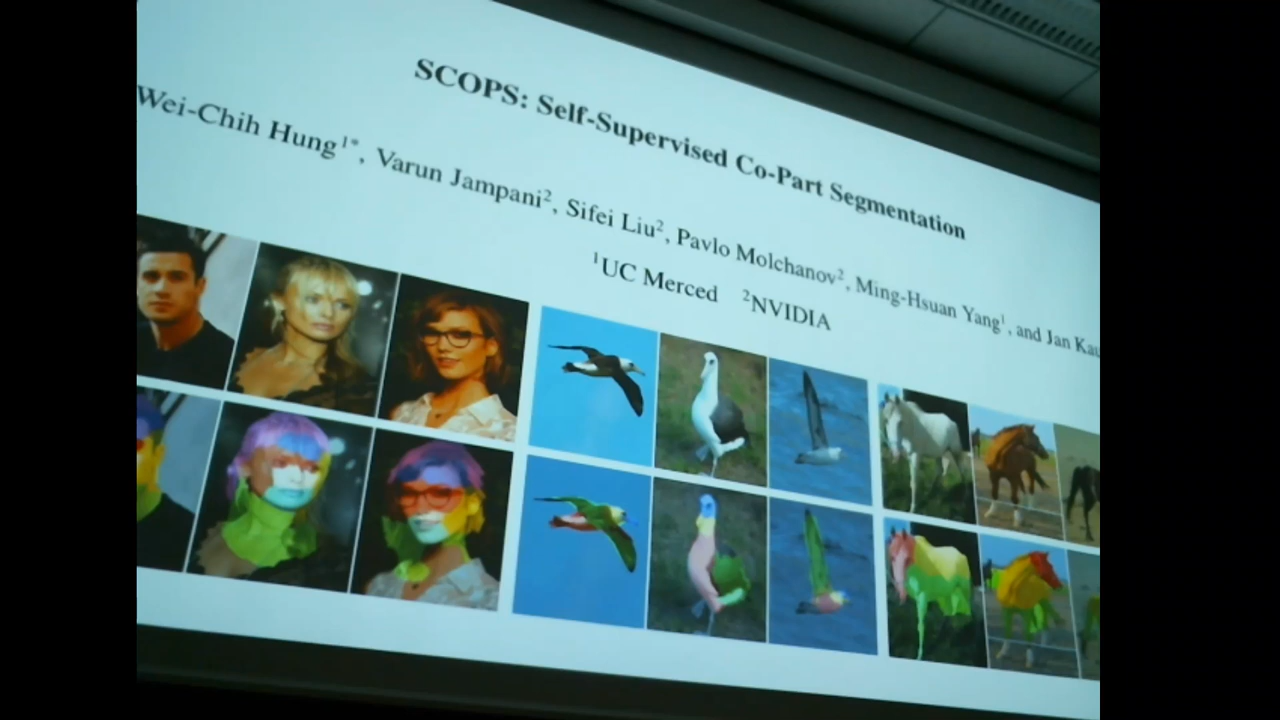 SCOPS: Self-Supervised Co-Part Segmentation
Wei-Chih Hung1*, Varun Jampani2, Sifei Liu2, Pavlo Molchanov2, Ming-Hsuan Yang1, and Jan Kau
1UC Merced 2NVIDIA